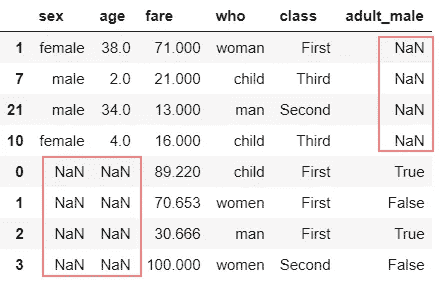 sex age fare who class adult_male
1 female 38.0 71.000 woman First NaN
7 male 2.0 21.000 child Third NaN
21 male 34.0 13.000 man Second NaN
10 female 4.0 16.000 child Third NaN
0 NaN NaN 89.220 child First True
1 NaN NaN 70.653 women First False
2 NaN NaN 30.666 man First True
3 NaN NaN 100.000 women Second False